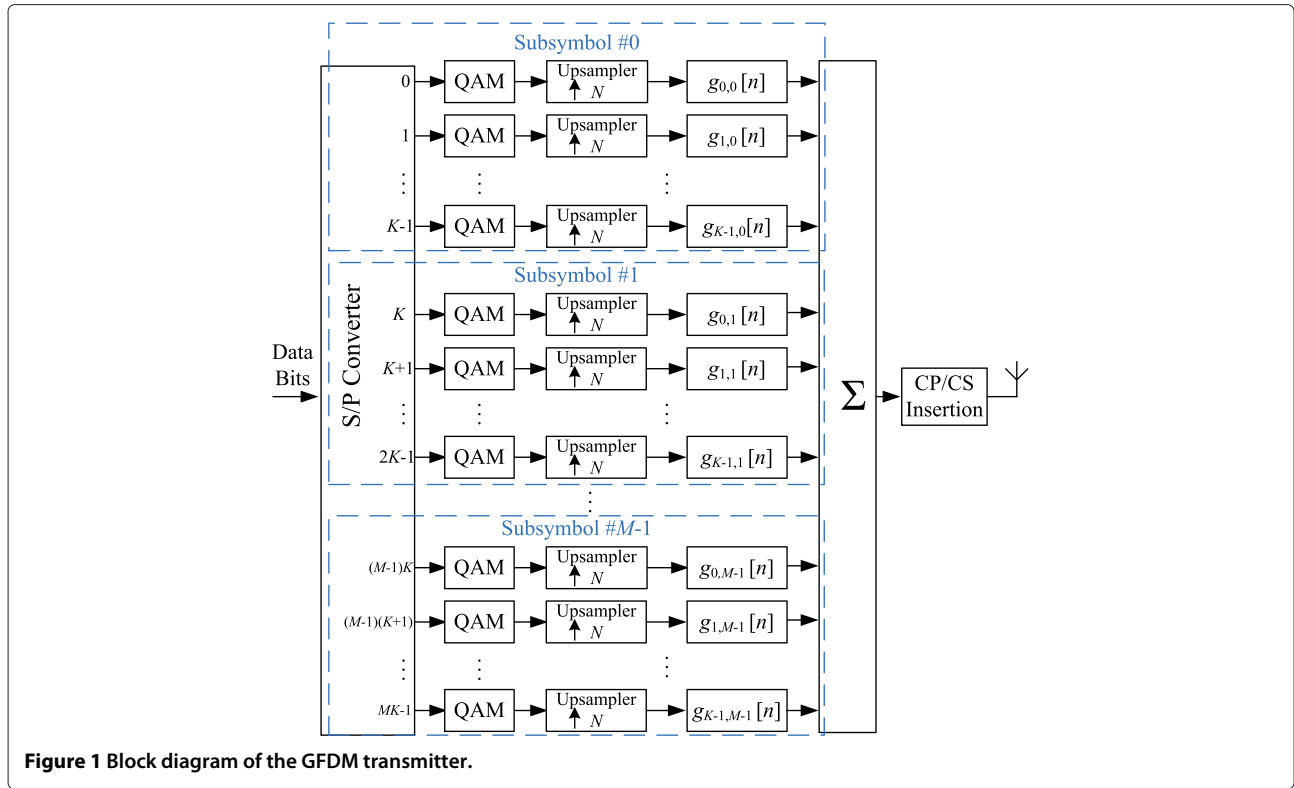 Subsymbol #0
0 QAM Upsampler ↑ N g0,0 [n]
1 QAM Upsampler ↑ N g1,0 [n]
⋮ ⋮ ⋮
K-1 QAM Upsampler ↑ N gK-1,0[n]
Subsymbol #1
K QAM Upsampler ↑ N g0,1 [n]
K+1 QAM Upsampler ↑ N g1,1 [n]
⋮ ⋮ ⋮
2K-1 QAM Upsampler ↑ N gK-1,1 [n]
⋮
Subsymbol #M-1
(M-1)K QAM Upsampler ↑ N g0,M-1 [n]
(M-1)(K+1) QAM Upsampler ↑ N g1,M-1 [n]
⋮ ⋮ ⋮
MK-1 QAM Upsampler ↑ N gK-1,M-1 [n]
Data
Bits
S/P Converter
Σ
CP/CS
Insertion
Figure 1 Block diagram of the GFDM transmitter.